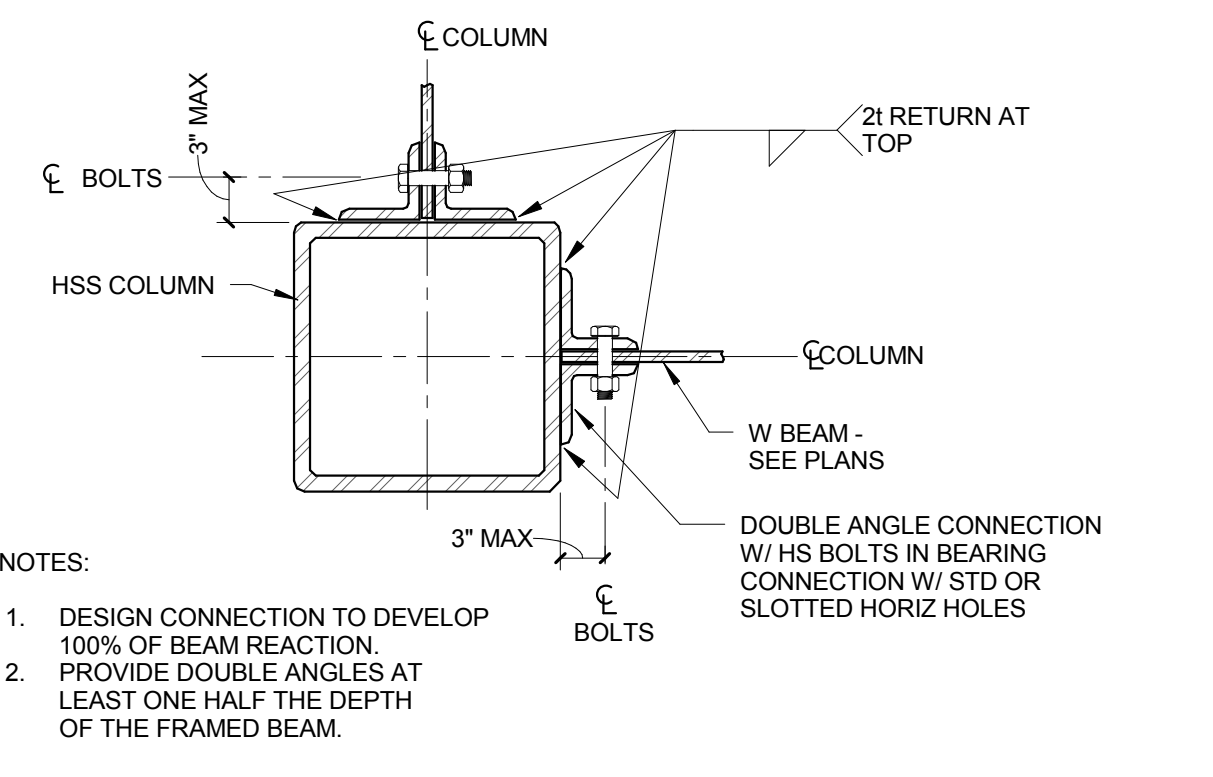 ℄ COLUMN
3" MAX
2t RETURN AT
TOP
℄ BOLTS
HSS COLUMN
℄ COLUMN
W BEAM -
SEE PLANS
3" MAX
DOUBLE ANGLE CONNECTION
W/ HS BOLTS IN BEARING
CONNECTION W/ STD OR
SLOTTED HORIZ HOLES
℄
BOLTS
NOTES:
1. DESIGN CONNECTION TO DEVELOP
100% OF BEAM REACTION.
2. PROVIDE DOUBLE ANGLES AT
LEAST ONE HALF THE DEPTH
OF THE FRAMED BEAM.